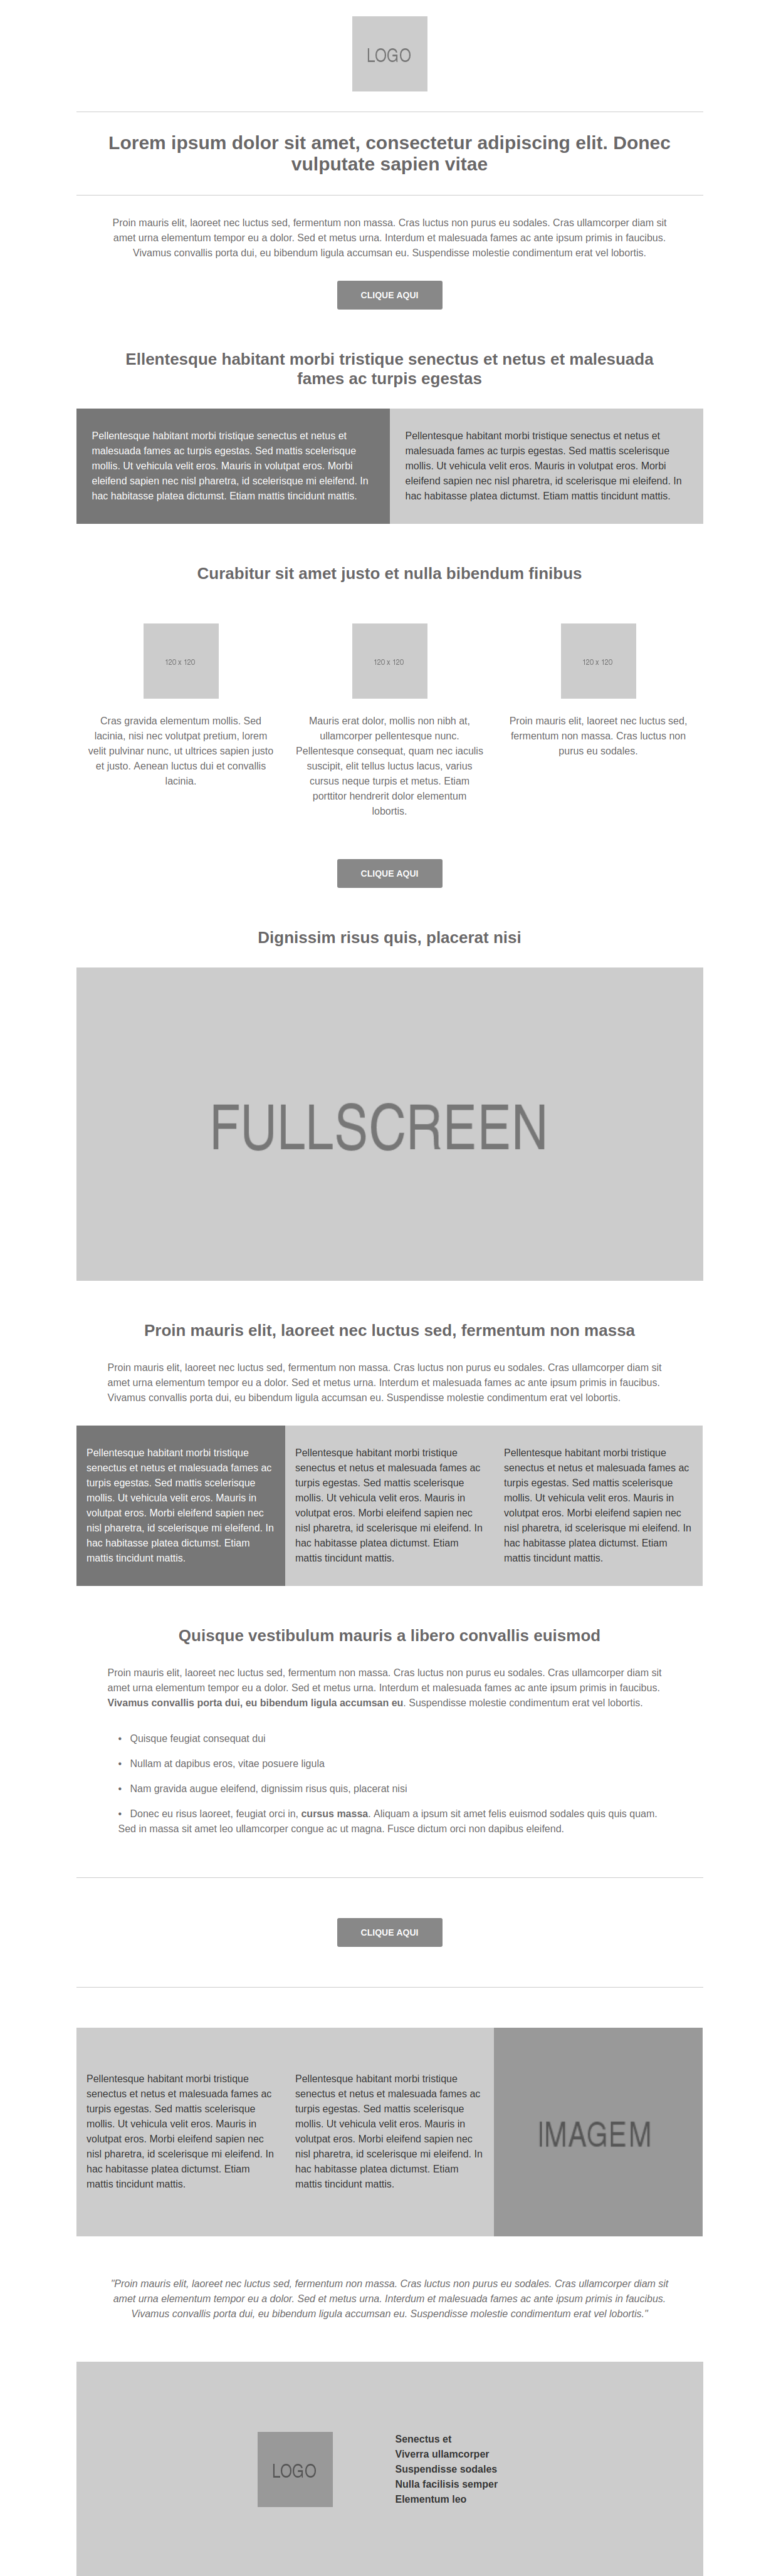 LOGO
Lorem ipsum dolor sit amet, consectetur adipiscing elit. Donec
vulputate sapien vitae
Proin mauris elit, laoreet nec luctus sed, fermentum non massa. Cras luctus non purus eu sodales. Cras ullamcorper diam sit
amet urna elementum tempor eu a dolor. Sed et metus urna. Interdum et malesuada fames ac ante ipsum primis in faucibus.
Vivamus convallis porta dui, eu bibendum ligula accumsan eu. Suspendisse molestie condimentum erat vel lobortis.
CLIQUE AQUI
Ellentesque habitant morbi tristique senectus et netus et malesuada
fames ac turpis egestas
Pellentesque habitant morbi tristique senectus et netus et
malesuada fames ac turpis egestas. Sed mattis scelerisque
mollis. Ut vehicula velit eros. Mauris in volutpat eros. Morbi
eleifend sapien nec nisl pharetra, id scelerisque mi eleifend. In
hac habitasse platea dictumst. Etiam mattis tincidunt mattis.
Pellentesque habitant morbi tristique senectus et netus et
malesuada fames ac turpis egestas. Sed mattis scelerisque
mollis. Ut vehicula velit eros. Mauris in volutpat eros. Morbi
eleifend sapien nec nisl pharetra, id scelerisque mi eleifend. In
hac habitasse platea dictumst. Etiam mattis tincidunt mattis.
Curabitur sit amet justo et nulla bibendum finibus
120 x 120
Cras gravida elementum mollis. Sed
lacinia, nisi nec volutpat pretium, lorem
velit pulvinar nunc, ut ultrices sapien justo
et justo. Aenean luctus dui et convallis
lacinia.
120 x 120
Mauris erat dolor, mollis non nibh at,
ullamcorper pellentesque nunc.
Pellentesque consequat, quam nec iaculis
suscipit, elit tellus luctus lacus, varius
cursus neque turpis et metus. Etiam
porttitor hendrerit dolor elementum
lobortis.
120 x 120
Proin mauris elit, laoreet nec luctus sed,
fermentum non massa. Cras luctus non
purus eu sodales.
CLIQUE AQUI
Dignissim risus quis, placerat nisi
FULLSCREEN
Proin mauris elit, laoreet nec luctus sed, fermentum non massa
Proin mauris elit, laoreet nec luctus sed, fermentum non massa. Cras luctus non purus eu sodales. Cras ullamcorper diam sit
amet urna elementum tempor eu a dolor. Sed et metus urna. Interdum et malesuada fames ac ante ipsum primis in faucibus.
Vivamus convallis porta dui, eu bibendum ligula accumsan eu. Suspendisse molestie condimentum erat vel lobortis.
Pellentesque habitant morbi tristique
senectus et netus et malesuada fames ac
turpis egestas. Sed mattis scelerisque
mollis. Ut vehicula velit eros. Mauris in
volutpat eros. Morbi eleifend sapien nec
nisl pharetra, id scelerisque mi eleifend. In
hac habitasse platea dictumst. Etiam
mattis tincidunt mattis.
Pellentesque habitant morbi tristique
senectus et netus et malesuada fames ac
turpis egestas. Sed mattis scelerisque
mollis. Ut vehicula velit eros. Mauris in
volutpat eros. Morbi eleifend sapien nec
nisl pharetra, id scelerisque mi eleifend. In
hac habitasse platea dictumst. Etiam
mattis tincidunt mattis.
Pellentesque habitant morbi tristique
senectus et netus et malesuada fames ac
turpis egestas. Sed mattis scelerisque
mollis. Ut vehicula velit eros. Mauris in
volutpat eros. Morbi eleifend sapien nec
nisl pharetra, id scelerisque mi eleifend. In
hac habitasse platea dictumst. Etiam
mattis tincidunt mattis.
Quisque vestibulum mauris a libero convallis euismod
Proin mauris elit, laoreet nec luctus sed, fermentum non massa. Cras luctus non purus eu sodales. Cras ullamcorper diam sit
amet urna elementum tempor eu a dolor. Sed et metus urna. Interdum et malesuada fames ac ante ipsum primis in faucibus.
Vivamus convallis porta dui, eu bibendum ligula accumsan eu. Suspendisse molestie condimentum erat vel lobortis.
• Quisque feugiat consequat dui
• Nullam at dapibus eros, vitae posuere ligula
• Nam gravida augue eleifend, dignissim risus quis, placerat nisi
• Donec eu risus laoreet, feugiat orci in, cursus massa. Aliquam a ipsum sit amet felis euismod sodales quis quis quam.
Sed in massa sit amet leo ullamcorper congue ac ut magna. Fusce dictum orci non dapibus eleifend.
CLIQUE AQUI
Pellentesque habitant morbi tristique
senectus et netus et malesuada fames ac
turpis egestas. Sed mattis scelerisque
mollis. Ut vehicula velit eros. Mauris in
volutpat eros. Morbi eleifend sapien nec
nisl pharetra, id scelerisque mi eleifend. In
hac habitasse platea dictumst. Etiam
mattis tincidunt mattis.
Pellentesque habitant morbi tristique
senectus et netus et malesuada fames ac
turpis egestas. Sed mattis scelerisque
mollis. Ut vehicula velit eros. Mauris in
volutpat eros. Morbi eleifend sapien nec
nisl pharetra, id scelerisque mi eleifend. In
hac habitasse platea dictumst. Etiam
mattis tincidunt mattis.
IMAGEM
"Proin mauris elit, laoreet nec luctus sed, fermentum non massa. Cras luctus non purus eu sodales. Cras ullamcorper diam sit
amet urna elementum tempor eu a dolor. Sed et metus urna. Interdum et malesuada fames ac ante ipsum primis in faucibus.
Vivamus convallis porta dui, eu bibendum ligula accumsan eu. Suspendisse molestie condimentum erat vel lobortis."
LOGO
Senectus et
Viverra ullamcorper
Suspendisse sodales
Nulla facilisis semper
Elementum leo